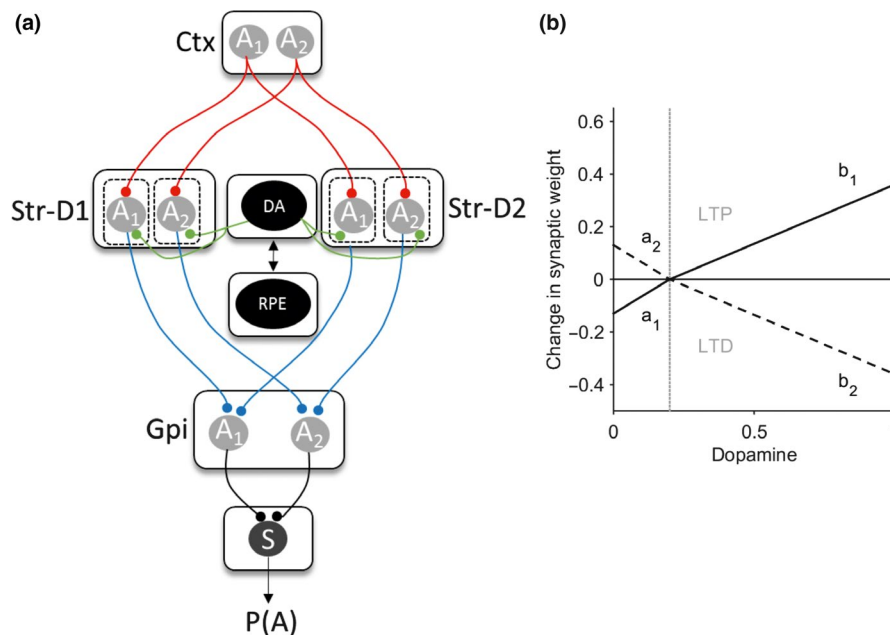 (a)
Ctx
A1 A2
Str-D1
A1 A2
DA
A1 A2
Str-D2
RPE
Gpi
A1 A2
S
P(A)
(b)
Change in synaptic weight
0.6
0.4
0.2
0
−0.2
−0.4
LTP
LTD
a2
a1
b1
b2
0 0.5 1
Dopamine